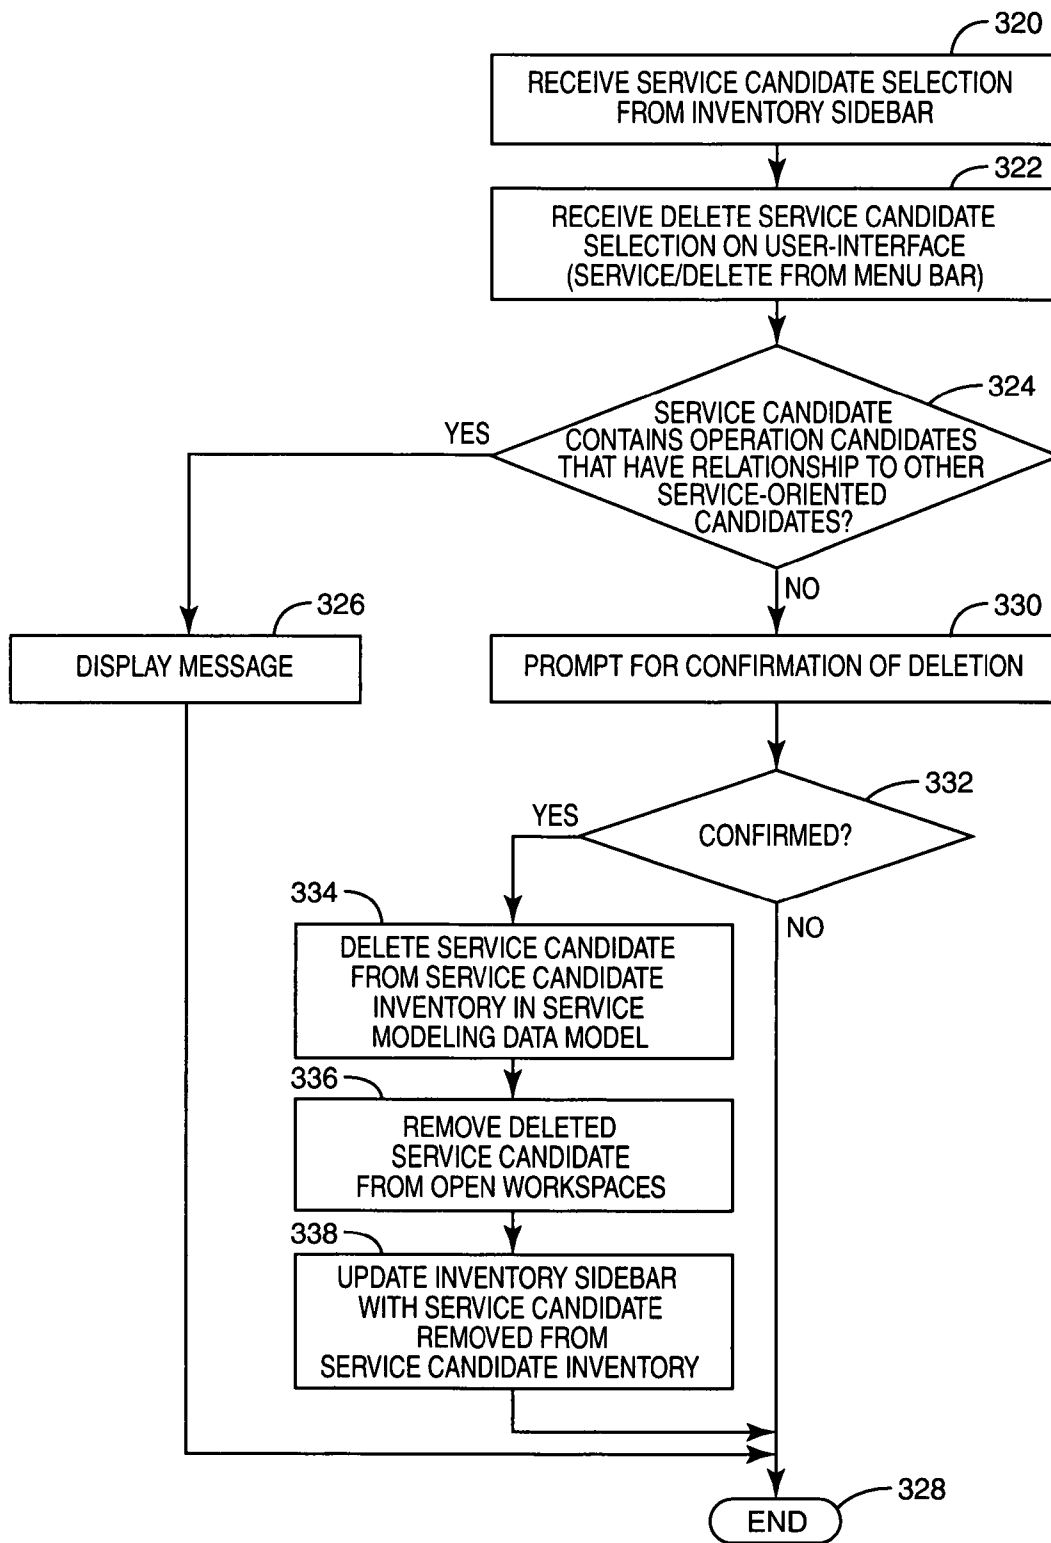 320
RECEIVE SERVICE CANDIDATE SELECTION
FROM INVENTORY SIDEBAR
322
RECEIVE DELETE SERVICE CANDIDATE
SELECTION ON USER-INTERFACE
(SERVICE/DELETE FROM MENU BAR)
324
SERVICE CANDIDATE
CONTAINS OPERATION CANDIDATES
THAT HAVE RELATIONSHIP TO OTHER
SERVICE-ORIENTED
CANDIDATES?
YES
NO
326
DISPLAY MESSAGE
330
PROMPT FOR CONFIRMATION OF DELETION
332
CONFIRMED?
YES
NO
334
DELETE SERVICE CANDIDATE
FROM SERVICE CANDIDATE
INVENTORY IN SERVICE
MODELING DATA MODEL
336
REMOVE DELETED
SERVICE CANDIDATE
FROM OPEN WORKSPACES
338
UPDATE INVENTORY SIDEBAR
WITH SERVICE CANDIDATE
REMOVED FROM
SERVICE CANDIDATE INVENTORY
328
END